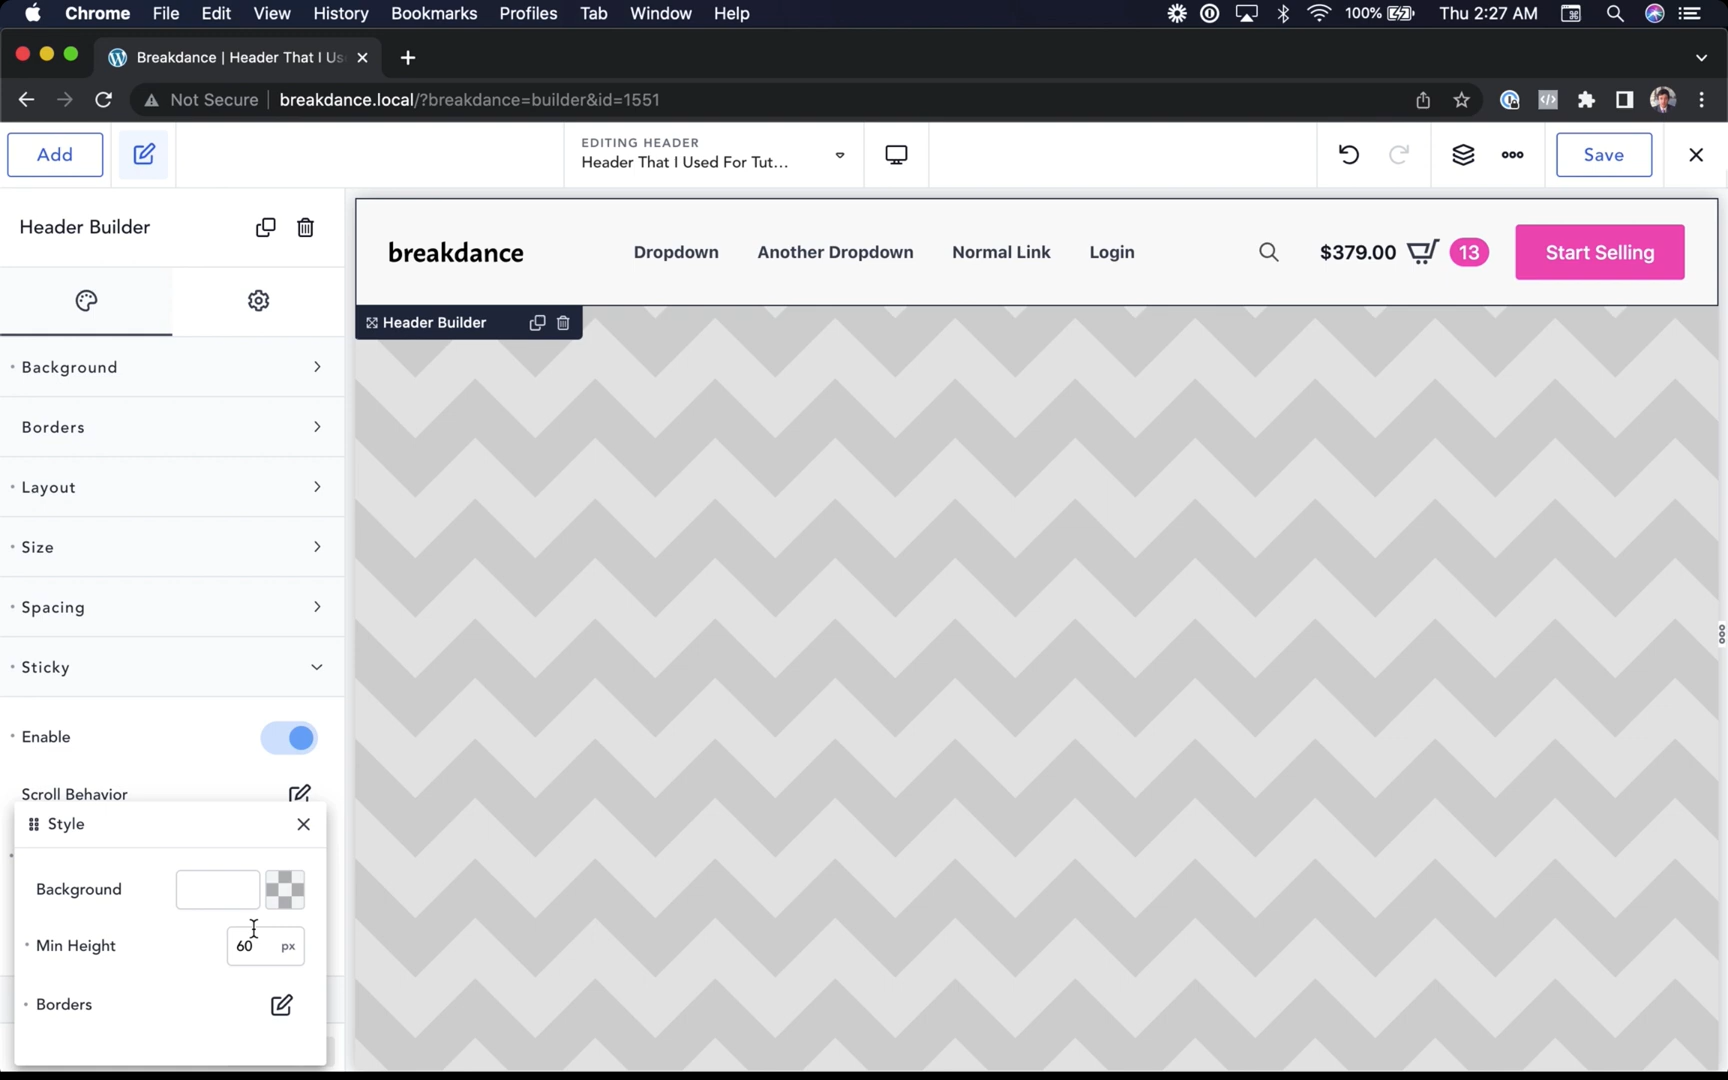 Chrome File Edit View History Bookmarks Profiles Tab Window Help 100% Thu 2:27 AM
Breakdance | Header That I Us
Not Secure breakdance.local/?breakdance=builder&id=1551
Add
EDITING HEADER
Header That I Used For Tut...
Save
Header Builder
Background
Borders
Layout
Size
Spacing
Sticky
Enable
Scroll Behavior
Style
Background
Min Height 60 px
Borders
breakdance Dropdown Another Dropdown Normal Link Login $379.00 13 Start Selling
Header Builder